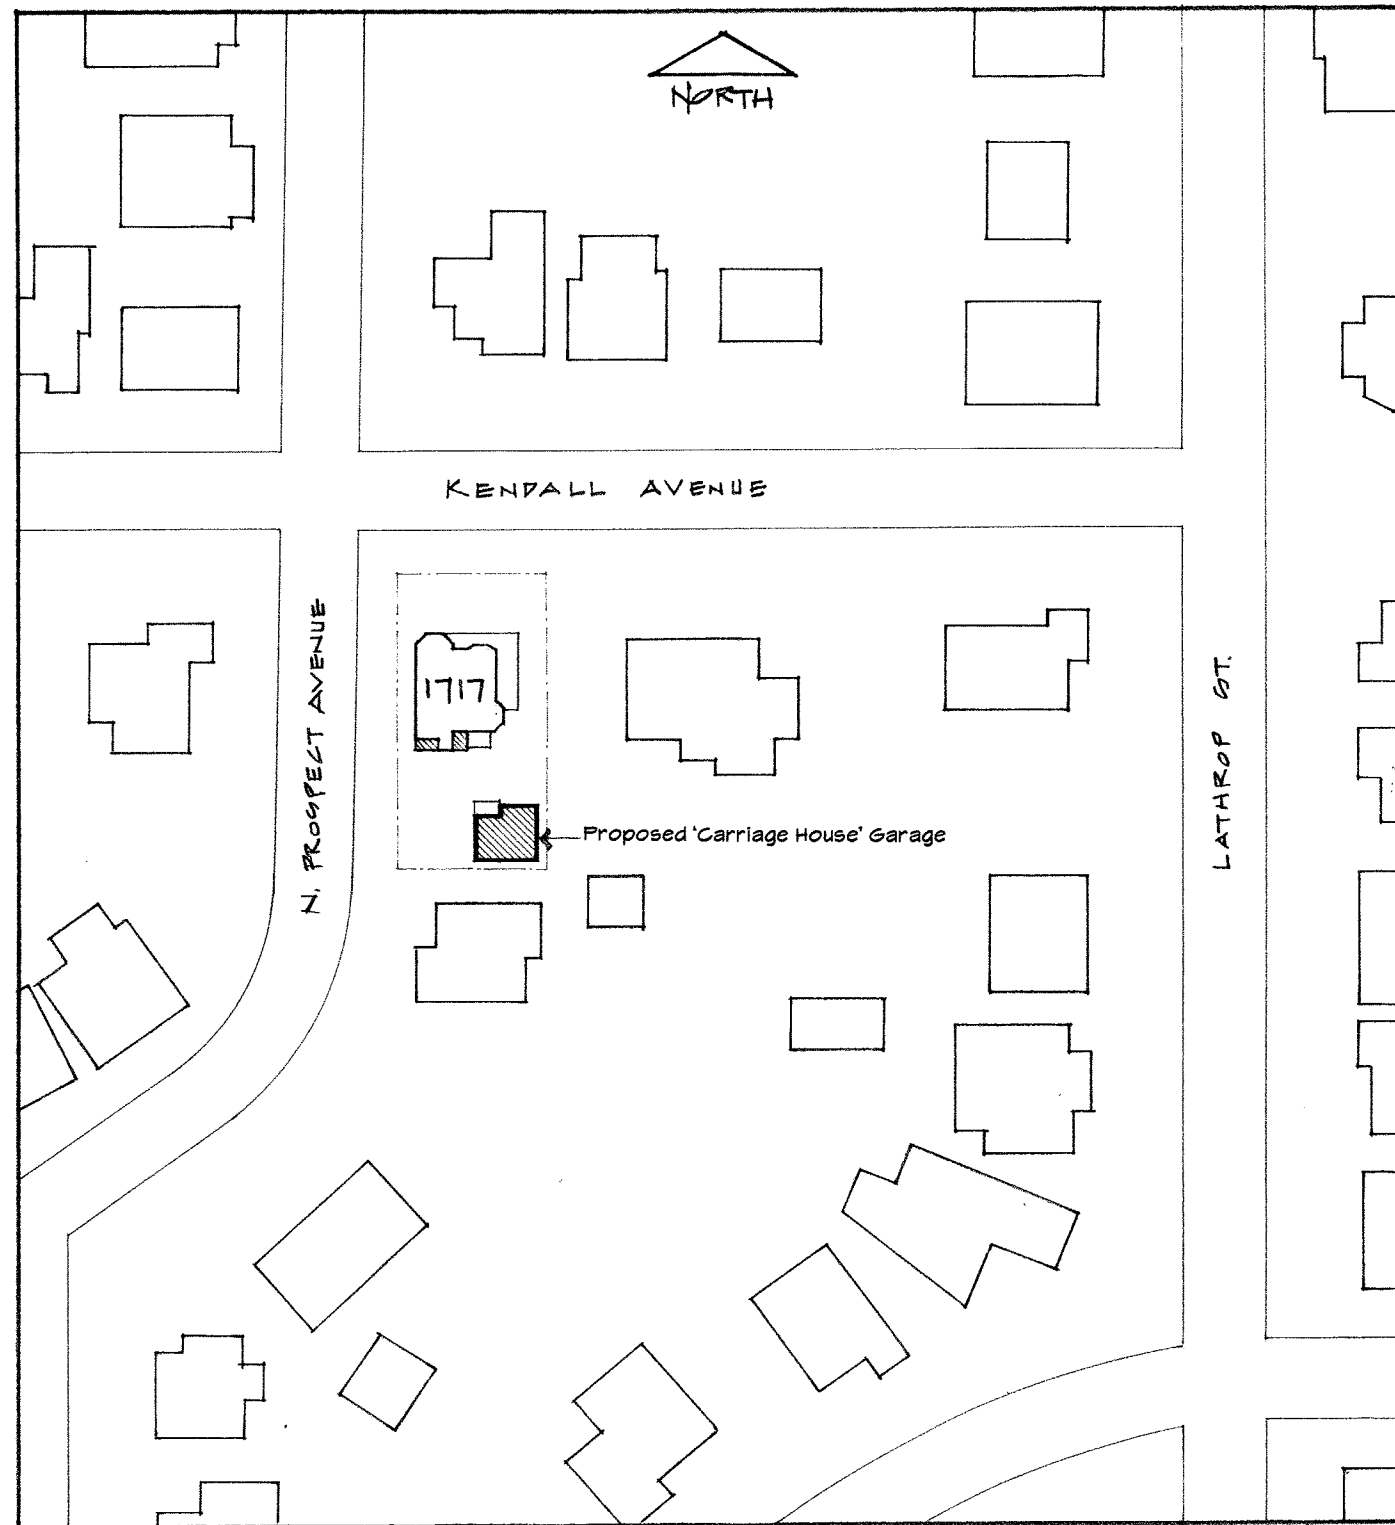 NORTH
KENDALL AVENUE
N. PROSPECT AVENUE
1717
LATHROP ST.
Proposed 'Carriage House' Garage